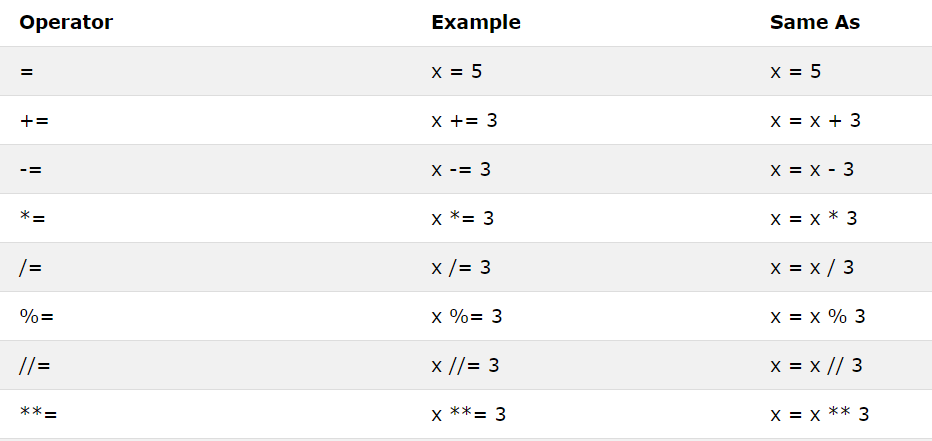 Operator Example Same As
= x = 5 x = 5
+= x += 3 x = x + 3
-= x -= 3 x = x - 3
*= x *= 3 x = x * 3
/= x /= 3 x = x / 3
%= x %= 3 x = x % 3
//= x //= 3 x = x // 3
**= x **= 3 x = x ** 3